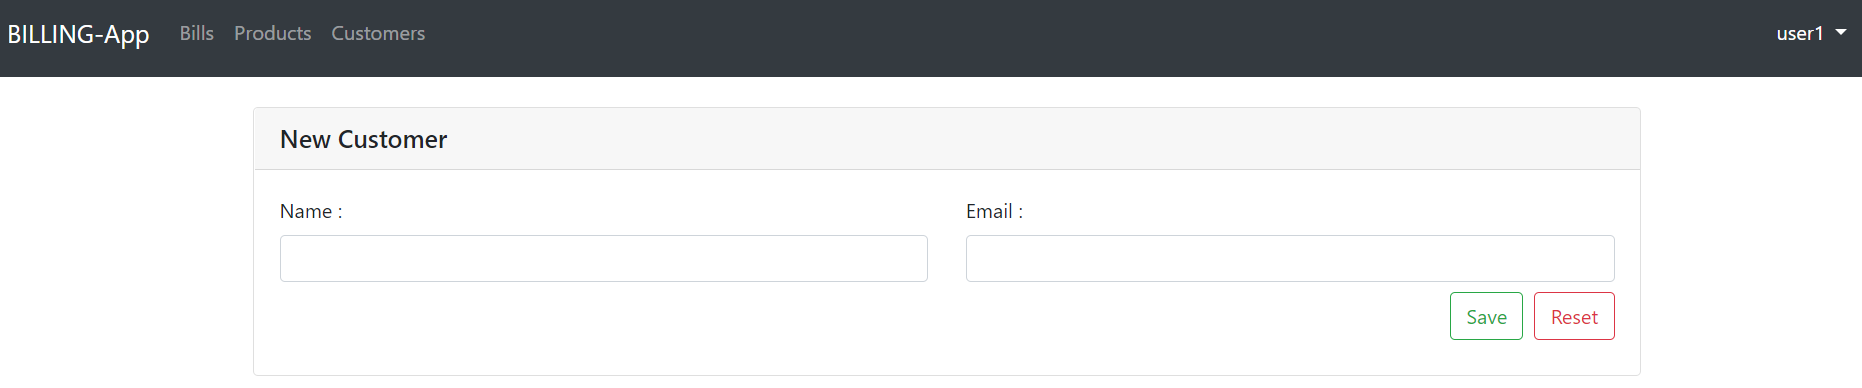 BILLING-App Bills Products Customers user1
New Customer
Name : Email :
Save Reset